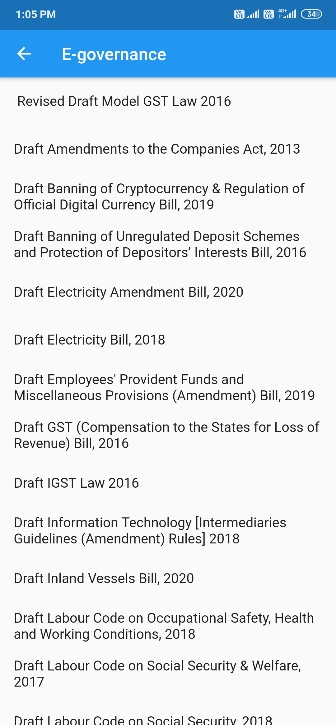 1:05 PM
34
E-governance
Revised Draft Model GST Law 2016
Draft Amendments to the Companies Act, 2013
Draft Banning of Cryptocurrency & Regulation of
Official Digital Currency Bill, 2019
Draft Banning of Unregulated Deposit Schemes
and Protection of Depositors' Interests Bill, 2016
Draft Electricity Amendment Bill, 2020
Draft Electricity Bill, 2018
Draft Employees' Provident Funds and
Miscellaneous Provisions (Amendment) Bill, 2019
Draft GST (Compensation to the States for Loss of
Revenue) Bill, 2016
Draft IGST Law 2016
Draft Information Technology [Intermediaries
Guidelines (Amendment) Rules] 2018
Draft Inland Vessels Bill, 2020
Draft Labour Code on Occupational Safety, Health
and Working Conditions, 2018
Draft Labour Code on Social Security & Welfare,
2017
Draft Labour Code on Social Security, 2018